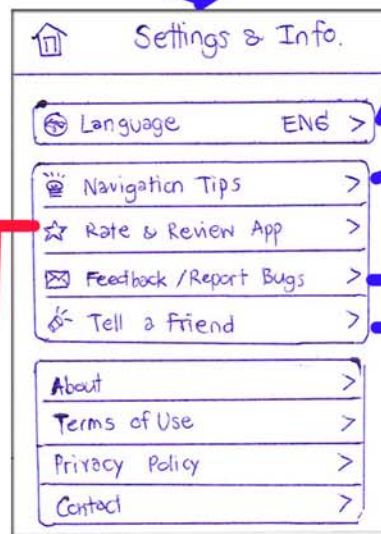 Settings & Info.
Language ENG >
Navigation Tips >
Rate & Review App >
Feedback / Report Bugs >
Tell a friend >
About >
Terms of Use >
Privacy Policy >
Contact >